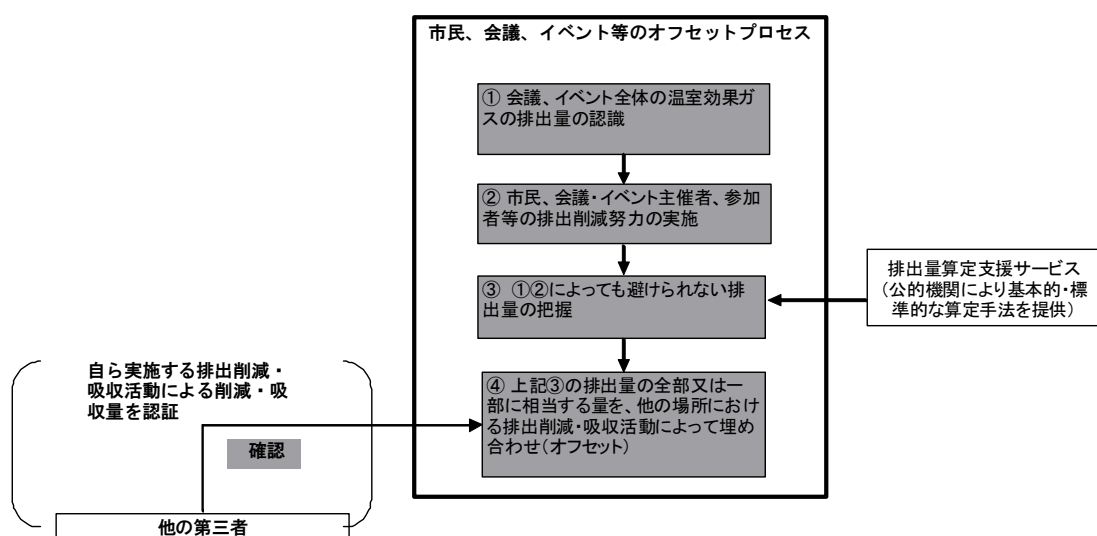 市民、会議、イベント等のオフセットプロセス
① 会議、イベント全体の温室効果ガ
スの排出量の認識
② 市民、会議・イベント主催者、参加
者等の排出削減努力の実施
③ ①②によっても避けられない排
出量の把握
排出量算定支援サービス
(公的機関により基本的・標
準的な算定手法を提供)
④ 上記③の排出量の全部又は一
部に相当する量を、他の場所におけ
る排出削減・吸収活動によって埋め
合わせ(オフセット)
自ら実施する排出削減・
吸収活動による削減・吸
収量を認証
確認
他の第三者